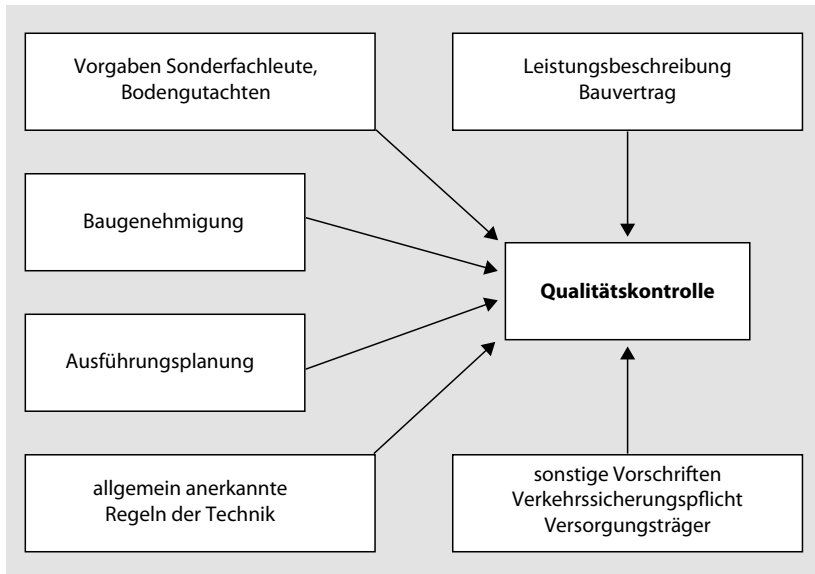 Vorgaben Sonderfachleute,
Bodengutachten
Leistungsbeschreibung
Bauvertrag
Baugenehmigung
Qualitätskontrolle
Ausführungsplanung
allgemein anerkannte
Regeln der Technik
sonstige Vorschriften
Verkehrssicherungspflicht
Versorgungsträger